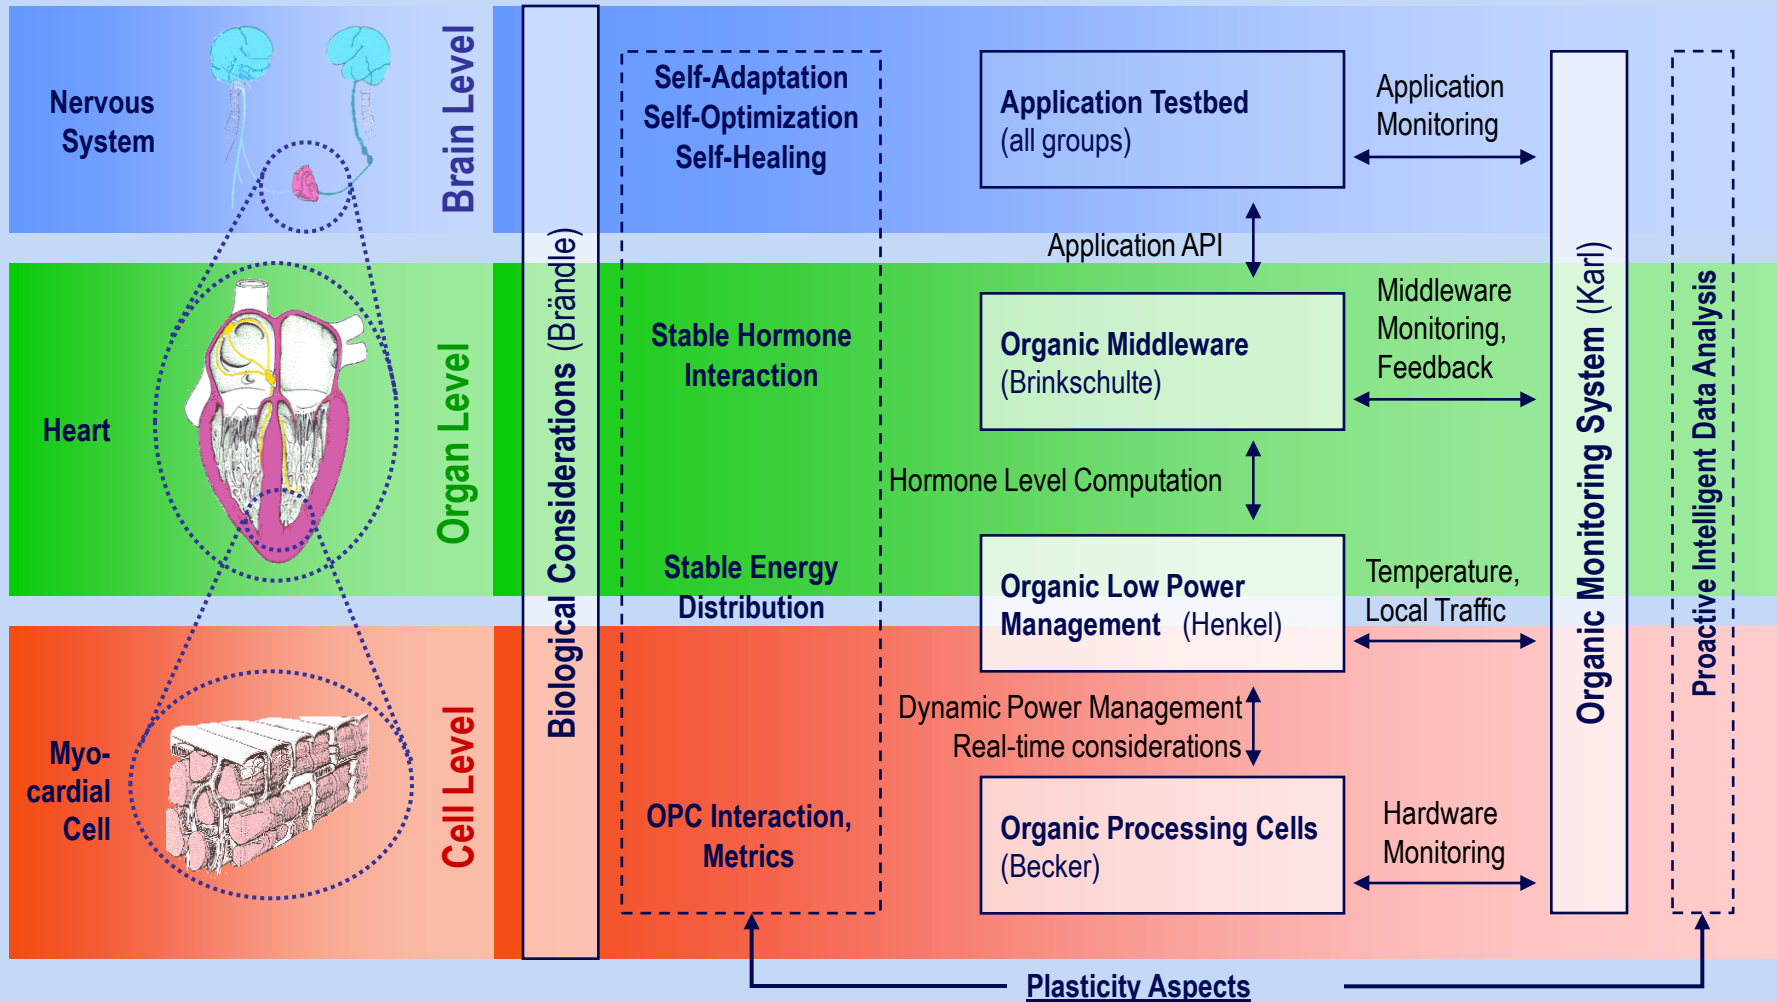 Nervous
System
Brain Level
Heart
Organ Level
Myo-
cardial
Cell
Cell Level
Biological Considerations (Brändle)
Self-Adaptation
Self-Optimization
Self-Healing
Stable Hormone
Interaction
Stable Energy
Distribution
OPC Interaction,
Metrics
Application Testbed
(all groups)
Application API
Organic Middleware
(Brinkschulte)
Hormone Level Computation
Organic Low Power
Management (Henkel)
Dynamic Power Management
Real-time considerations
Organic Processing Cells
(Becker)
Application
Monitoring
Middleware
Monitoring,
Feedback
Temperature,
Local Traffic
Hardware
Monitoring
Organic Monitoring System (Karl)
Proactive Intelligent Data Analysis
Plasticity Aspects